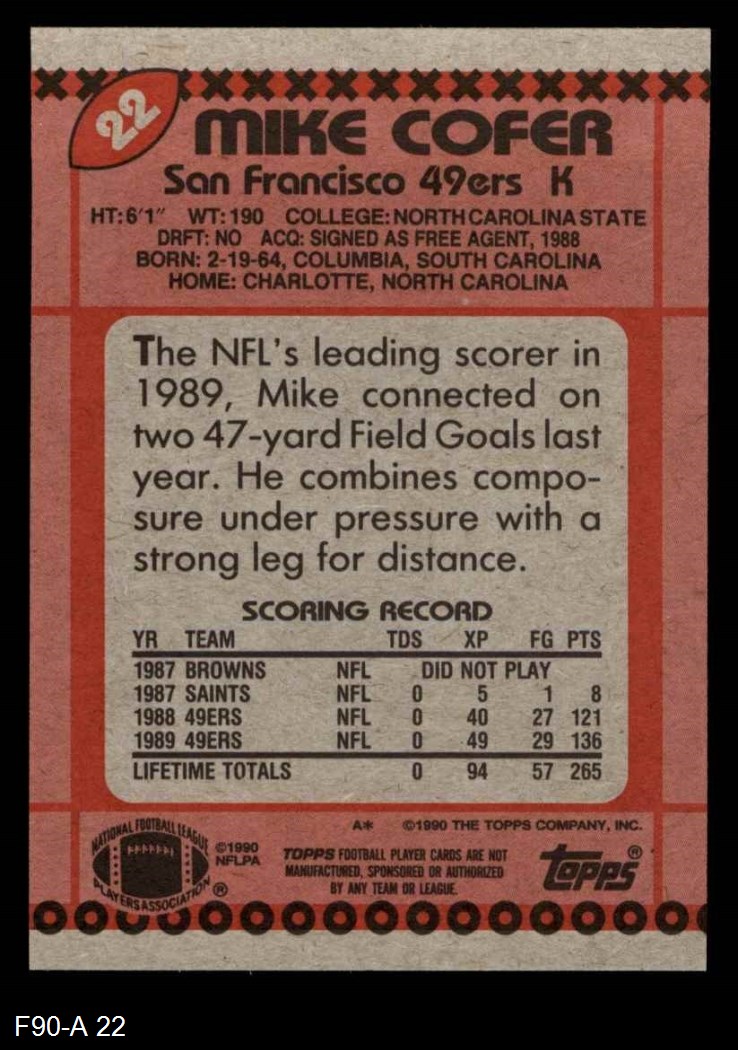 22
MIKE COFER
San Francisco 49ers K
HT:6'1" WT:190 COLLEGE:NORTH CAROLINA STATE
DRFT: NO ACQ: SIGNED AS FREE AGENT, 1988
BORN: 2-19-64, COLUMBIA, SOUTH CAROLINA
HOME: CHARLOTTE, NORTH CAROLINA
The NFL's leading scorer in
1989, Mike connected on
two 47-yard Field Goals last
year. He combines compo-
sure under pressure with a
strong leg for distance.
SCORING RECORD
YR TEAM TDS XP FG PTS
1987 BROWNS NFL DID NOT PLAY
1987 SAINTS NFL 0 5 1 8
1988 49ERS NFL 0 40 27 121
1989 49ERS NFL 0 49 29 136
LIFETIME TOTALS 0 94 57 265
NATIONAL FOOTBALL LEAGUE
PLAYERS ASSOCIATION ®
©1990
NFLPA
A* ©1990 THE TOPPS COMPANY, INC.
TOPPS FOOTBALL PLAYER CARDS ARE NOT
MANUFACTURED, SPONSORED OR AUTHORIZED
BY ANY TEAM OR LEAGUE.
topps®
F90-A 22